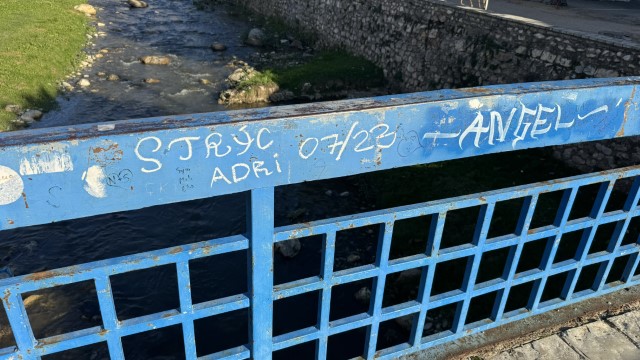 STRYC 07/23
ADRI
-ANGEL-